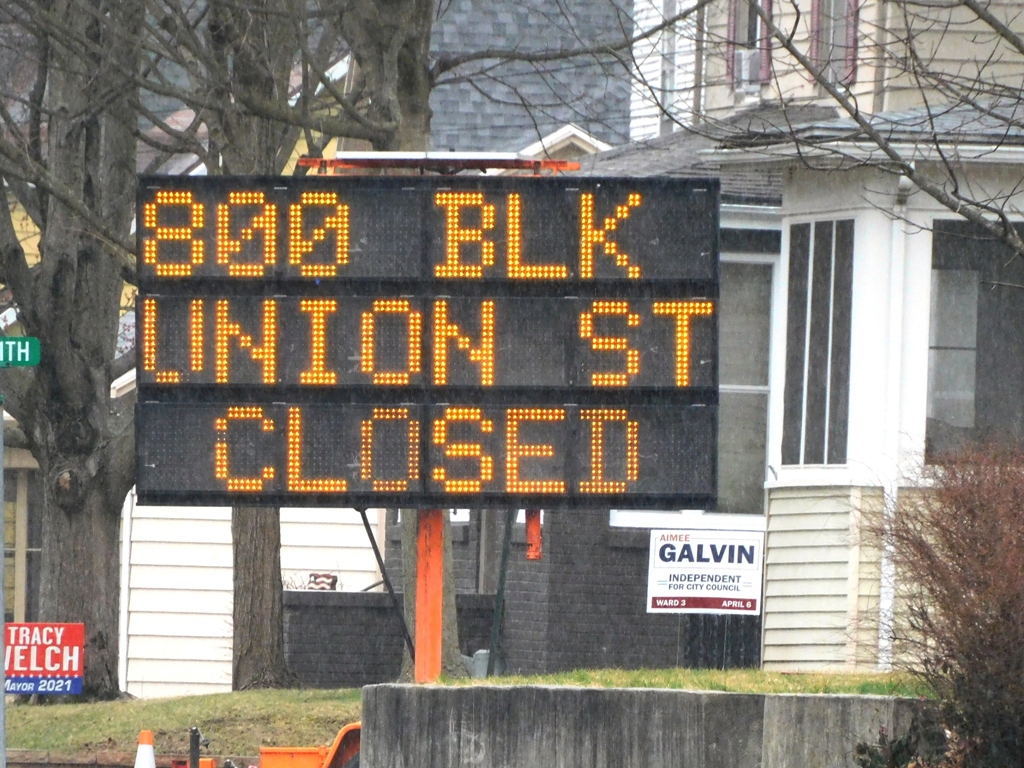 800 BLK
UNION ST
CLOSED
AIMEE
GALVIN
INDEPENDENT
FOR CITY COUNCIL
WARD 3 APRIL 6
TRACY
WELCH
MAYOR 2021